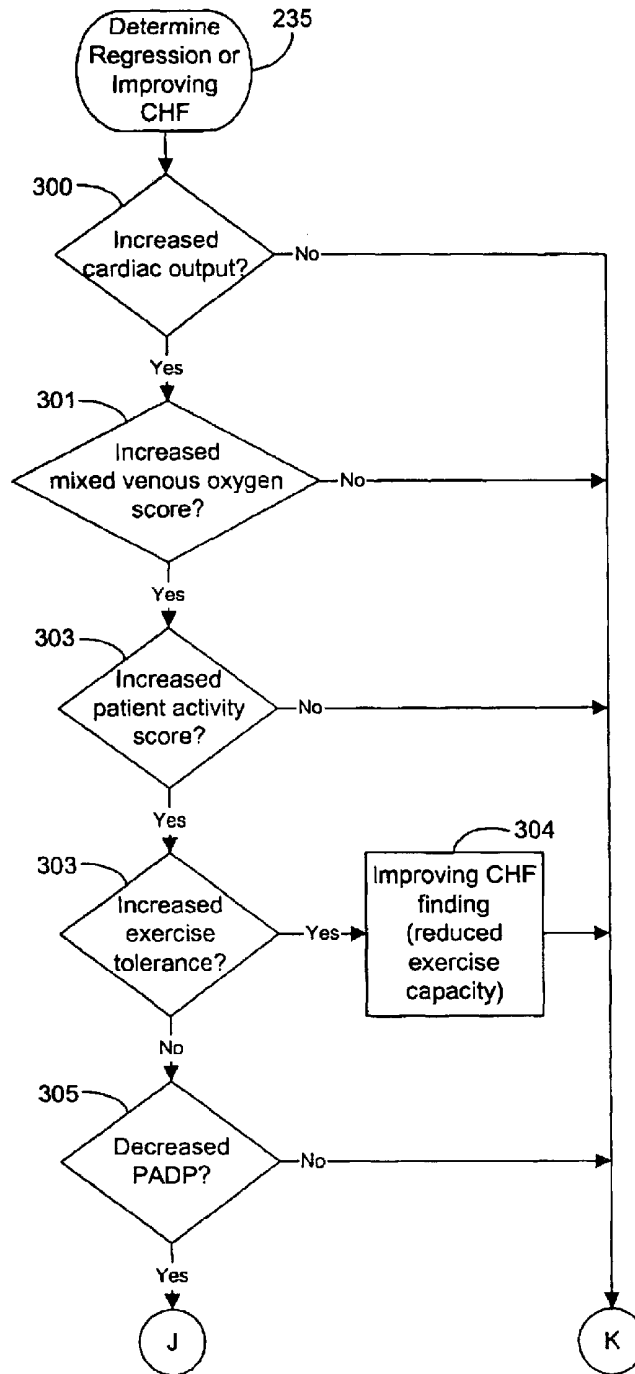 Determine
Regression or
Improving
CHF
235
300
Increased
cardiac output?
No
Yes
301
Increased
mixed venous oxygen
score?
No
Yes
303
Increased
patient activity
score?
No
Yes
303
Increased
exercise
tolerance?
Yes
304
Improving CHF
finding
(reduced
exercise
capacity)
No
305
Decreased
PADP?
No
Yes
J
K